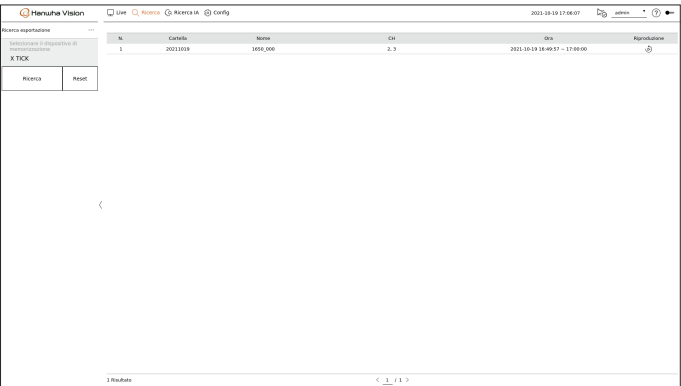 Hanwha Vision
Live Ricerca Ricerca IA Config 2021-10-19 17:06:07 admin ?
Ricerca esportazione ...
Selezionare il dispositivo di
memorizzazione
X TICK
Ricerca Reset
N. Cartella Nome CH Ora Riproduzione
1 20211019 1650_000 2, 3 2021-10-19 16:49:57 ~ 17:00:00
1 Risultato < 1 / 1 >